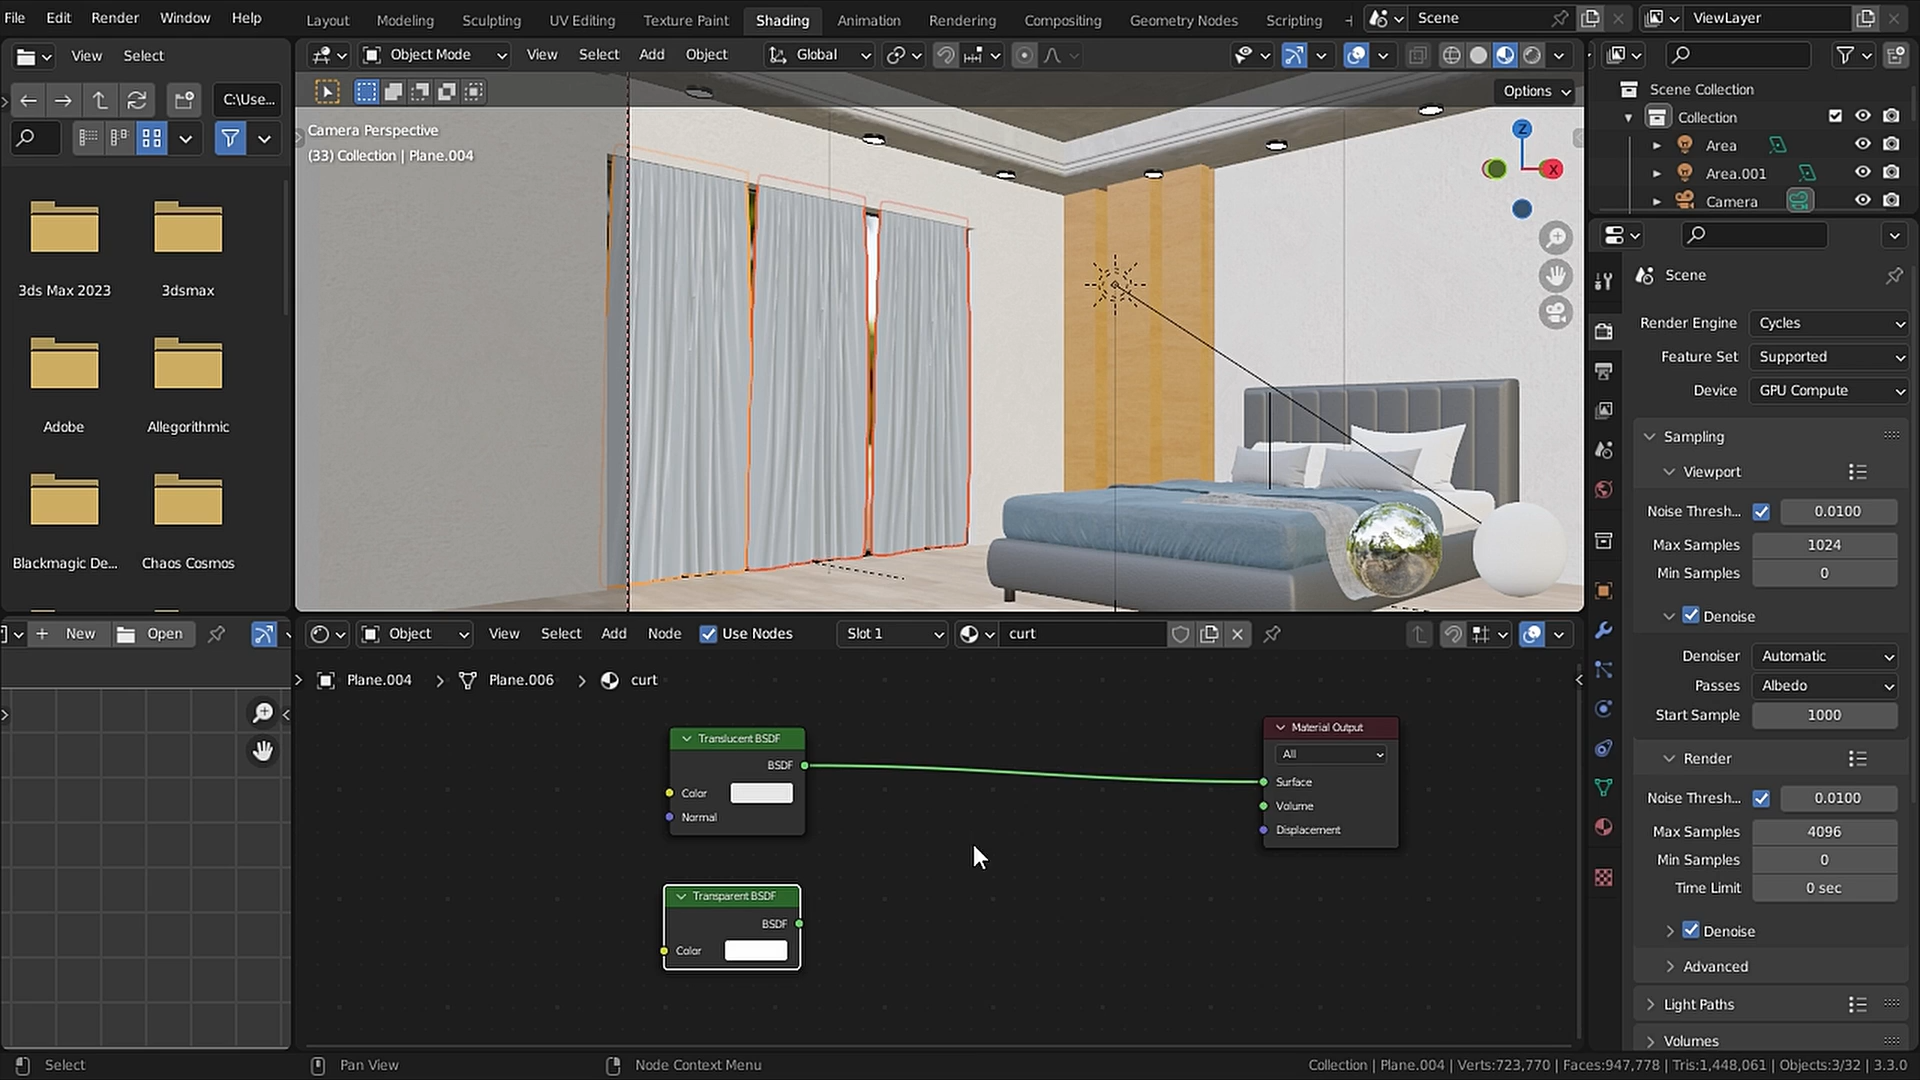 File Edit Render Window Help
Layout Modeling Sculpting UV Editing Texture Paint Shading Animation Rendering Compositing Geometry Nodes Scripting
Scene
ViewLayer
View Select
Object Mode View Select Add Object Global
C:\Use...
Options
Camera Perspective
(33) Collection | Plane.004
Z
X
3ds Max 2023
3dsmax
Adobe
Allegorithmic
Blackmagic De...
Chaos Cosmos
Scene Collection
Collection
Area
Area.001
Camera
Scene
Render Engine Cycles
Feature Set Supported
Device GPU Compute
Sampling
Viewport
Noise Thresh... 0.0100
Max Samples 1024
Min Samples 0
Denoise
Denoiser Automatic
Passes Albedo
Start Sample 1000
Render
Noise Thresh... 0.0100
Max Samples 4096
Min Samples 0
Time Limit 0 sec
Denoise
Advanced
Light Paths
Volumes
New Open
Object View Select Add Node Use Nodes Slot 1 curt
Plane.004 Plane.006 curt
Translucent BSDF
BSDF
Color
Normal
Transparent BSDF
BSDF
Color
Material Output
All
Surface
Volume
Displacement
Select Pan View Node Context Menu
Collection | Plane.004 | Verts:723,770 | Faces:947,778 | Tris:1,448,061 | Objects:3/32 | 3.3.0